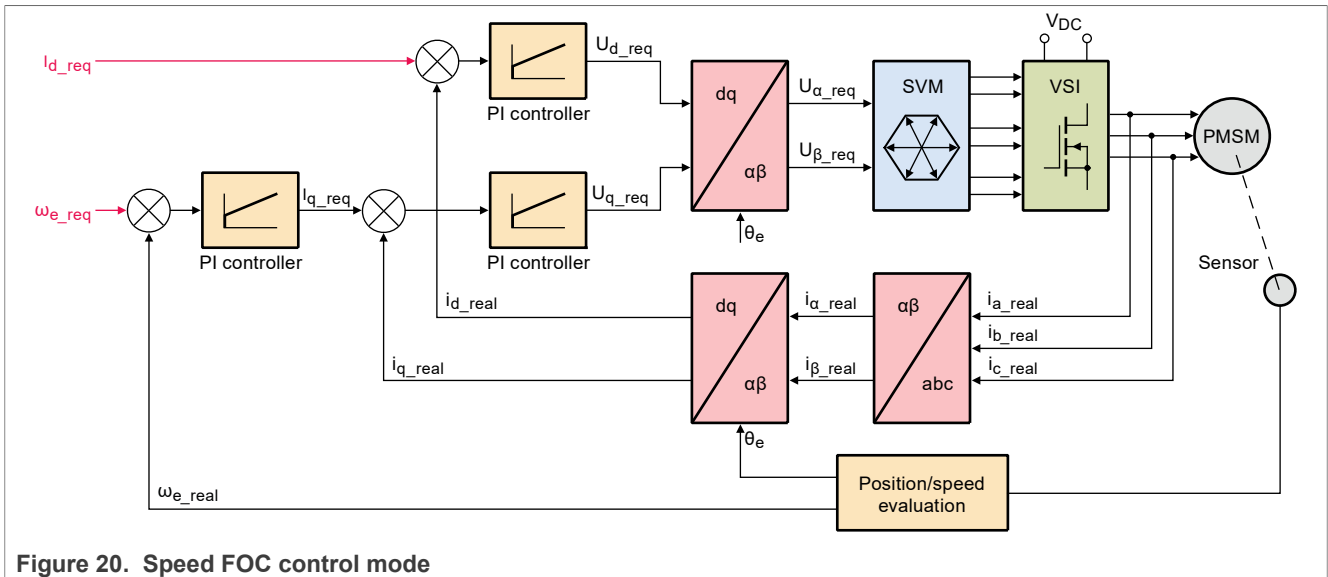 V_DC
I_d_req
U_d_req
PI controller
dq
αβ
U_α_req
U_β_req
SVM
VSI
PMSM
ω_e_req
I_q_req
PI controller
U_q_req
PI controller
θ_e
Sensor
i_d_real
i_q_real
dq
αβ
i_α_real
i_β_real
αβ
abc
i_a_real
i_b_real
i_c_real
θ_e
ω_e_real
Position/speed
evaluation
Figure 20. Speed FOC control mode